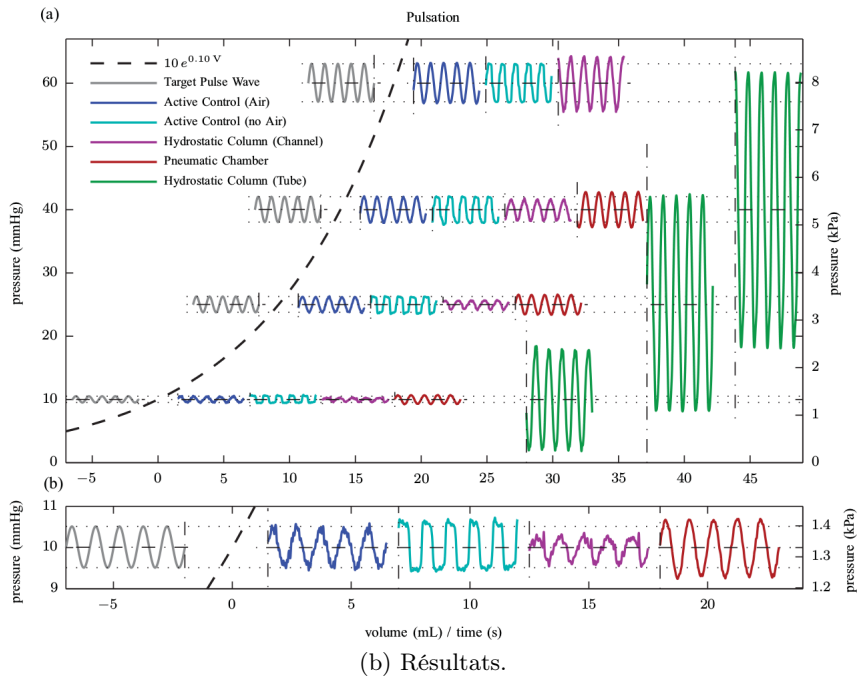 Pulsation
(a)
10 e^{0.10 V}
Target Pulse Wave
Active Control (Air)
Active Control (no Air)
Hydrostatic Column (Channel)
Pneumatic Chamber
Hydrostatic Column (Tube)
pressure (mmHg)
60
50
40
30
20
10
0
pressure (kPa)
8
7
6
5
4
3
2
1
0
−5 0 5 10 15 20 25 30 35 40 45
(b)
pressure (mmHg)
11
10
9
pressure (kPa)
1.4
1.3
1.2
−5 0 5 10 15 20
volume (mL) / time (s)
(b) Résultats.